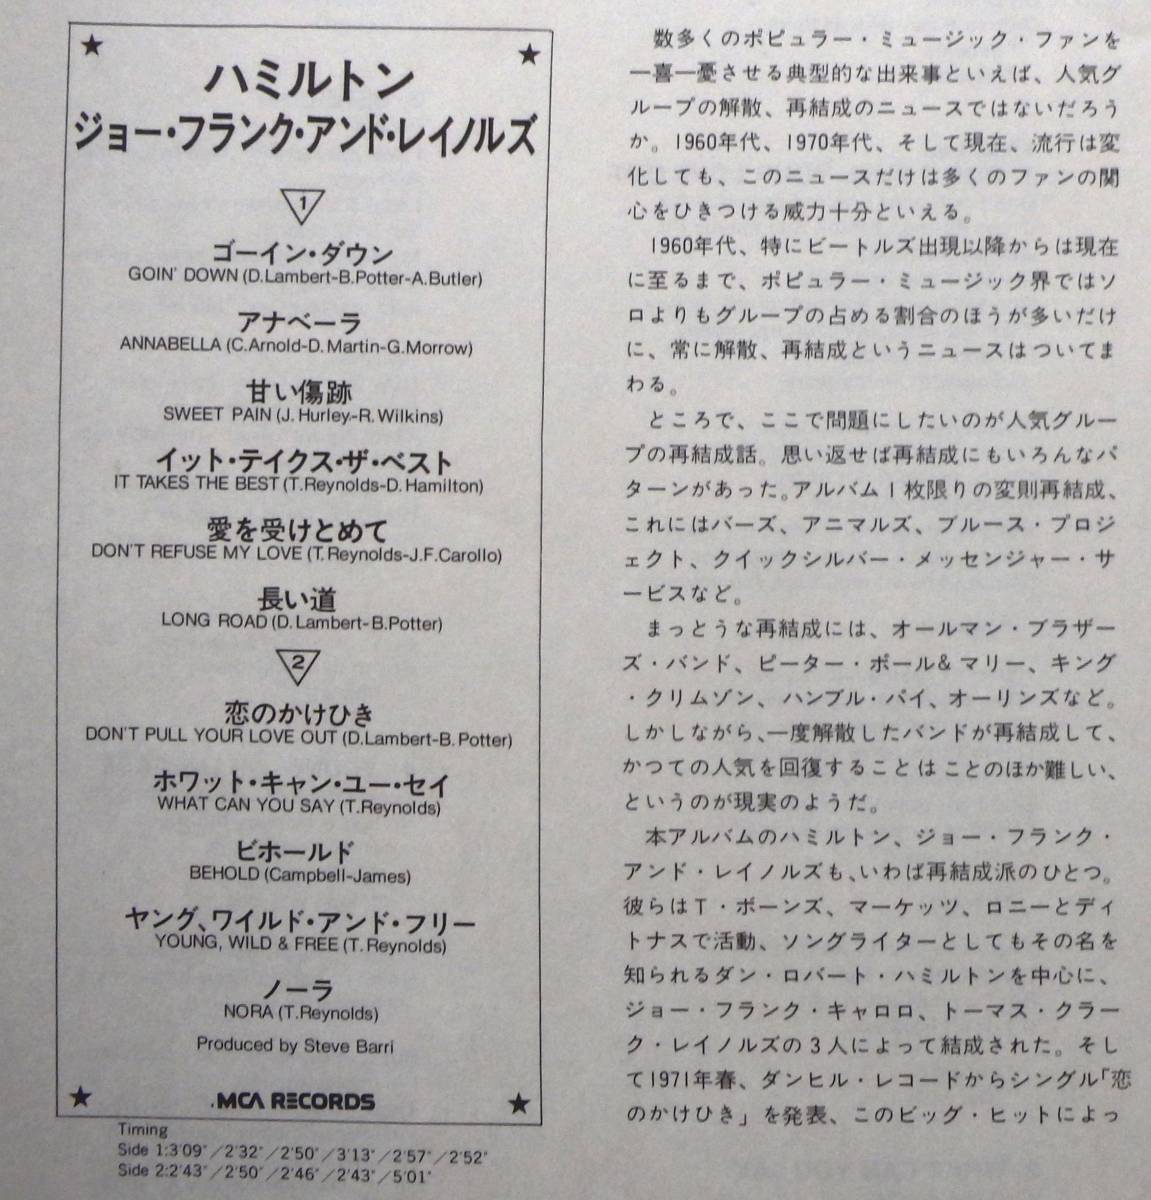 ★ ★
ハミルトン
ジョー・フランク・アンド・レイノルズ
1
ゴーイン・ダウン
GOIN' DOWN (D.Lambert-B.Potter-A.Butler)
アナベーラ
ANNABELLA (C.Arnold-D.Martin-G.Morrow)
甘い傷跡
SWEET PAIN (J. Hurley-R. Wilkins)
イット・テイクス・ザ・ベスト
IT TAKES THE BEST (T.Reynolds-D. Hamilton)
愛を受けとめて
DON'T REFUSE MY LOVE (T.Reynolds-J.F.Carollo)
長い道
LONG ROAD (D.Lambert-B.Potter)
2
恋のかけひき
DON'T PULL YOUR LOVE OUT (D.Lambert-B.Potter)
ホワット・キャン・ユー・セイ
WHAT CAN YOU SAY (T.Reynolds)
ビホールド
BEHOLD (Campbell-James)
ヤング、ワイルド・アンド・フリー
YOUNG, WILD & FREE (T.Reynolds)
ノーラ
NORA (T.Reynolds)
Produced by Steve Barri
★ MCA RECORDS ★
Timing
Side 1:3'09"／2'32"／2'50"／3'13"／2'57"／2'52"
Side 2:2'43"／2'50"／2'46"／2'43"／5'01"
数多くのポピュラー・ミュージック・ファンを
一喜一憂させる典型的な出来事といえば、人気グ
ループの解散、再結成のニュースではないだろう
か。1960年代、1970年代、そして現在、流行は変
化しても、このニュースだけは多くのファンの関
心をひきつける威力十分といえる。
1960年代、特にビートルズ出現以降からは現在
に至るまで、ポピュラー・ミュージック界ではソ
ロよりもグループの占める割合のほうが多いだけ
に、常に解散、再結成というニュースはついてま
わる。
ところで、ここで問題にしたいのが人気グルー
プの再結成話。思い返せば再結成にもいろんなパ
ターンがあった。アルバム1枚限りの変則再結成、
これにはバーズ、アニマルズ、ブルース・プロジ
ェクト、クイックシルバー・メッセンジャー・サ
ービスなど。
まっとうな再結成には、オールマン・ブラザー
ズ・バンド、ピーター・ポール&マリー、キング
・クリムゾン、ハンブル・パイ、オーリンズなど。
しかしながら、一度解散したバンドが再結成して、
かつての人気を回復することはことのほか難しい、
というのが現実のようだ。
本アルバムのハミルトン、ジョー・フランク・
アンド・レイノルズも、いわば再結成派のひとつ。
彼らはT・ボーンズ、マーケッツ、ロニーとディ
トナスで活動、ソングライターとしてもその名を
知られるダン・ロバート・ハミルトンを中心に、
ジョー・フランク・キャロロ、トーマス・クラー
ク・レイノルズの3人によって結成された。そし
て1971年春、ダンヒル・レコードからシングル「恋
のかけひき」を発表、このビッグ・ヒットによっ